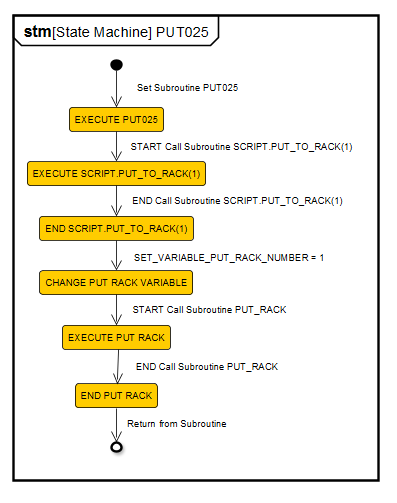 stm[State Machine] PUT025
Set Subroutine PUT025
EXECUTE PUT025
START Call Subroutine SCRIPT.PUT_TO_RACK(1)
EXECUTE SCRIPT.PUT_TO_RACK(1)
END Call Subroutine SCRIPT.PUT_TO_RACK(1)
END SCRIPT.PUT_TO_RACK(1)
SET_VARIABLE_PUT_RACK_NUMBER = 1
CHANGE PUT RACK VARIABLE
START Call Subroutine PUT_RACK
EXECUTE PUT RACK
END Call Subroutine PUT_RACK
END PUT RACK
Return from Subroutine